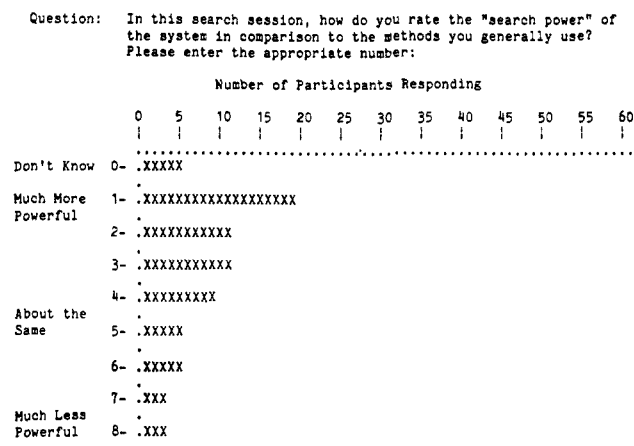 Question: In this search session, how do you rate the "search power" of
the system in comparison to the methods you generally use?
Please enter the appropriate number:
Number of Participants Responding
0 5 10 15 20 25 30 35 40 45 50 55 60
Don't Know 0- .XXXXX
Much More 1- .XXXXXXXXXXXXXXXXXXX
Powerful
2- .XXXXXXXXXXX
3- .XXXXXXXXXXX
4- .XXXXXXXXX
About the
Same 5- .XXXXX
6- .XXXXX
7- .XXX
Much Less
Powerful 8- .XXX